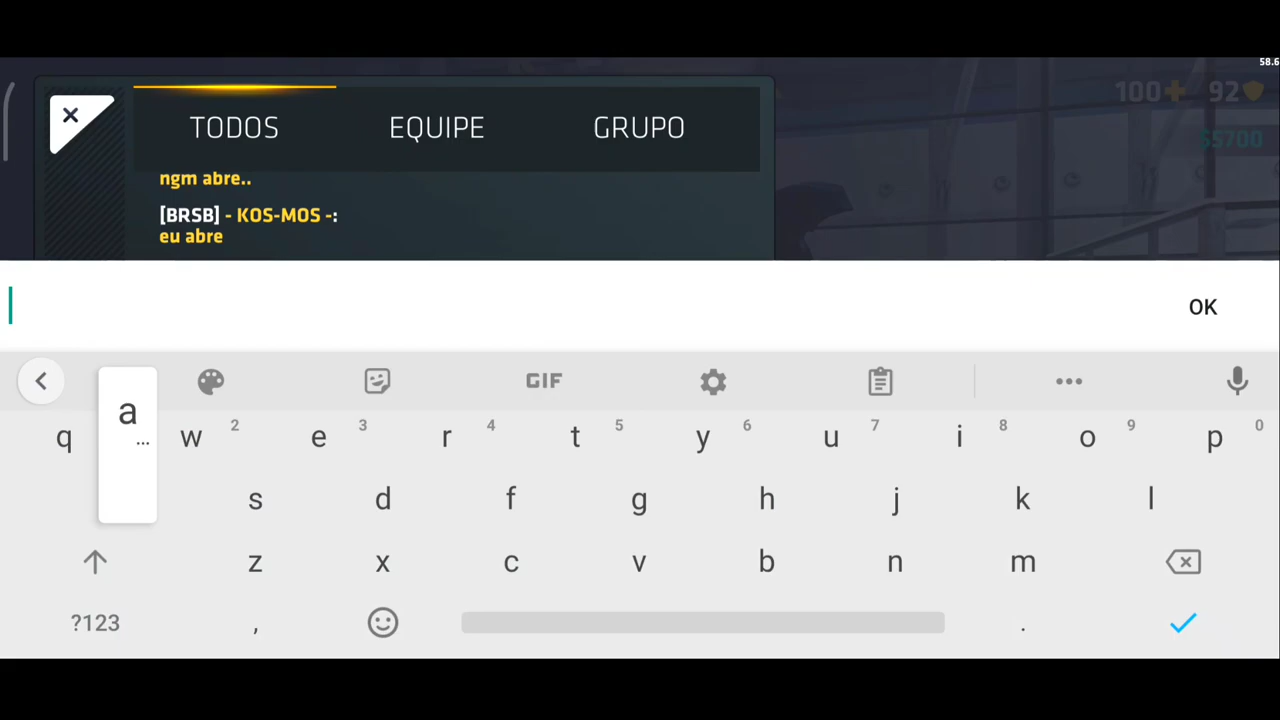 58.6
100 92
$5700
TODOS EQUIPE GRUPO
ngm abre..
[BRSB] - KOS-MOS -:
eu abre
OK
GIF
a
...
q w 2 e 3 r 4 t 5 y 6 u 7 i 8 o 9 p 0
s d f g h j k l
z x c v b n m
?123 , .